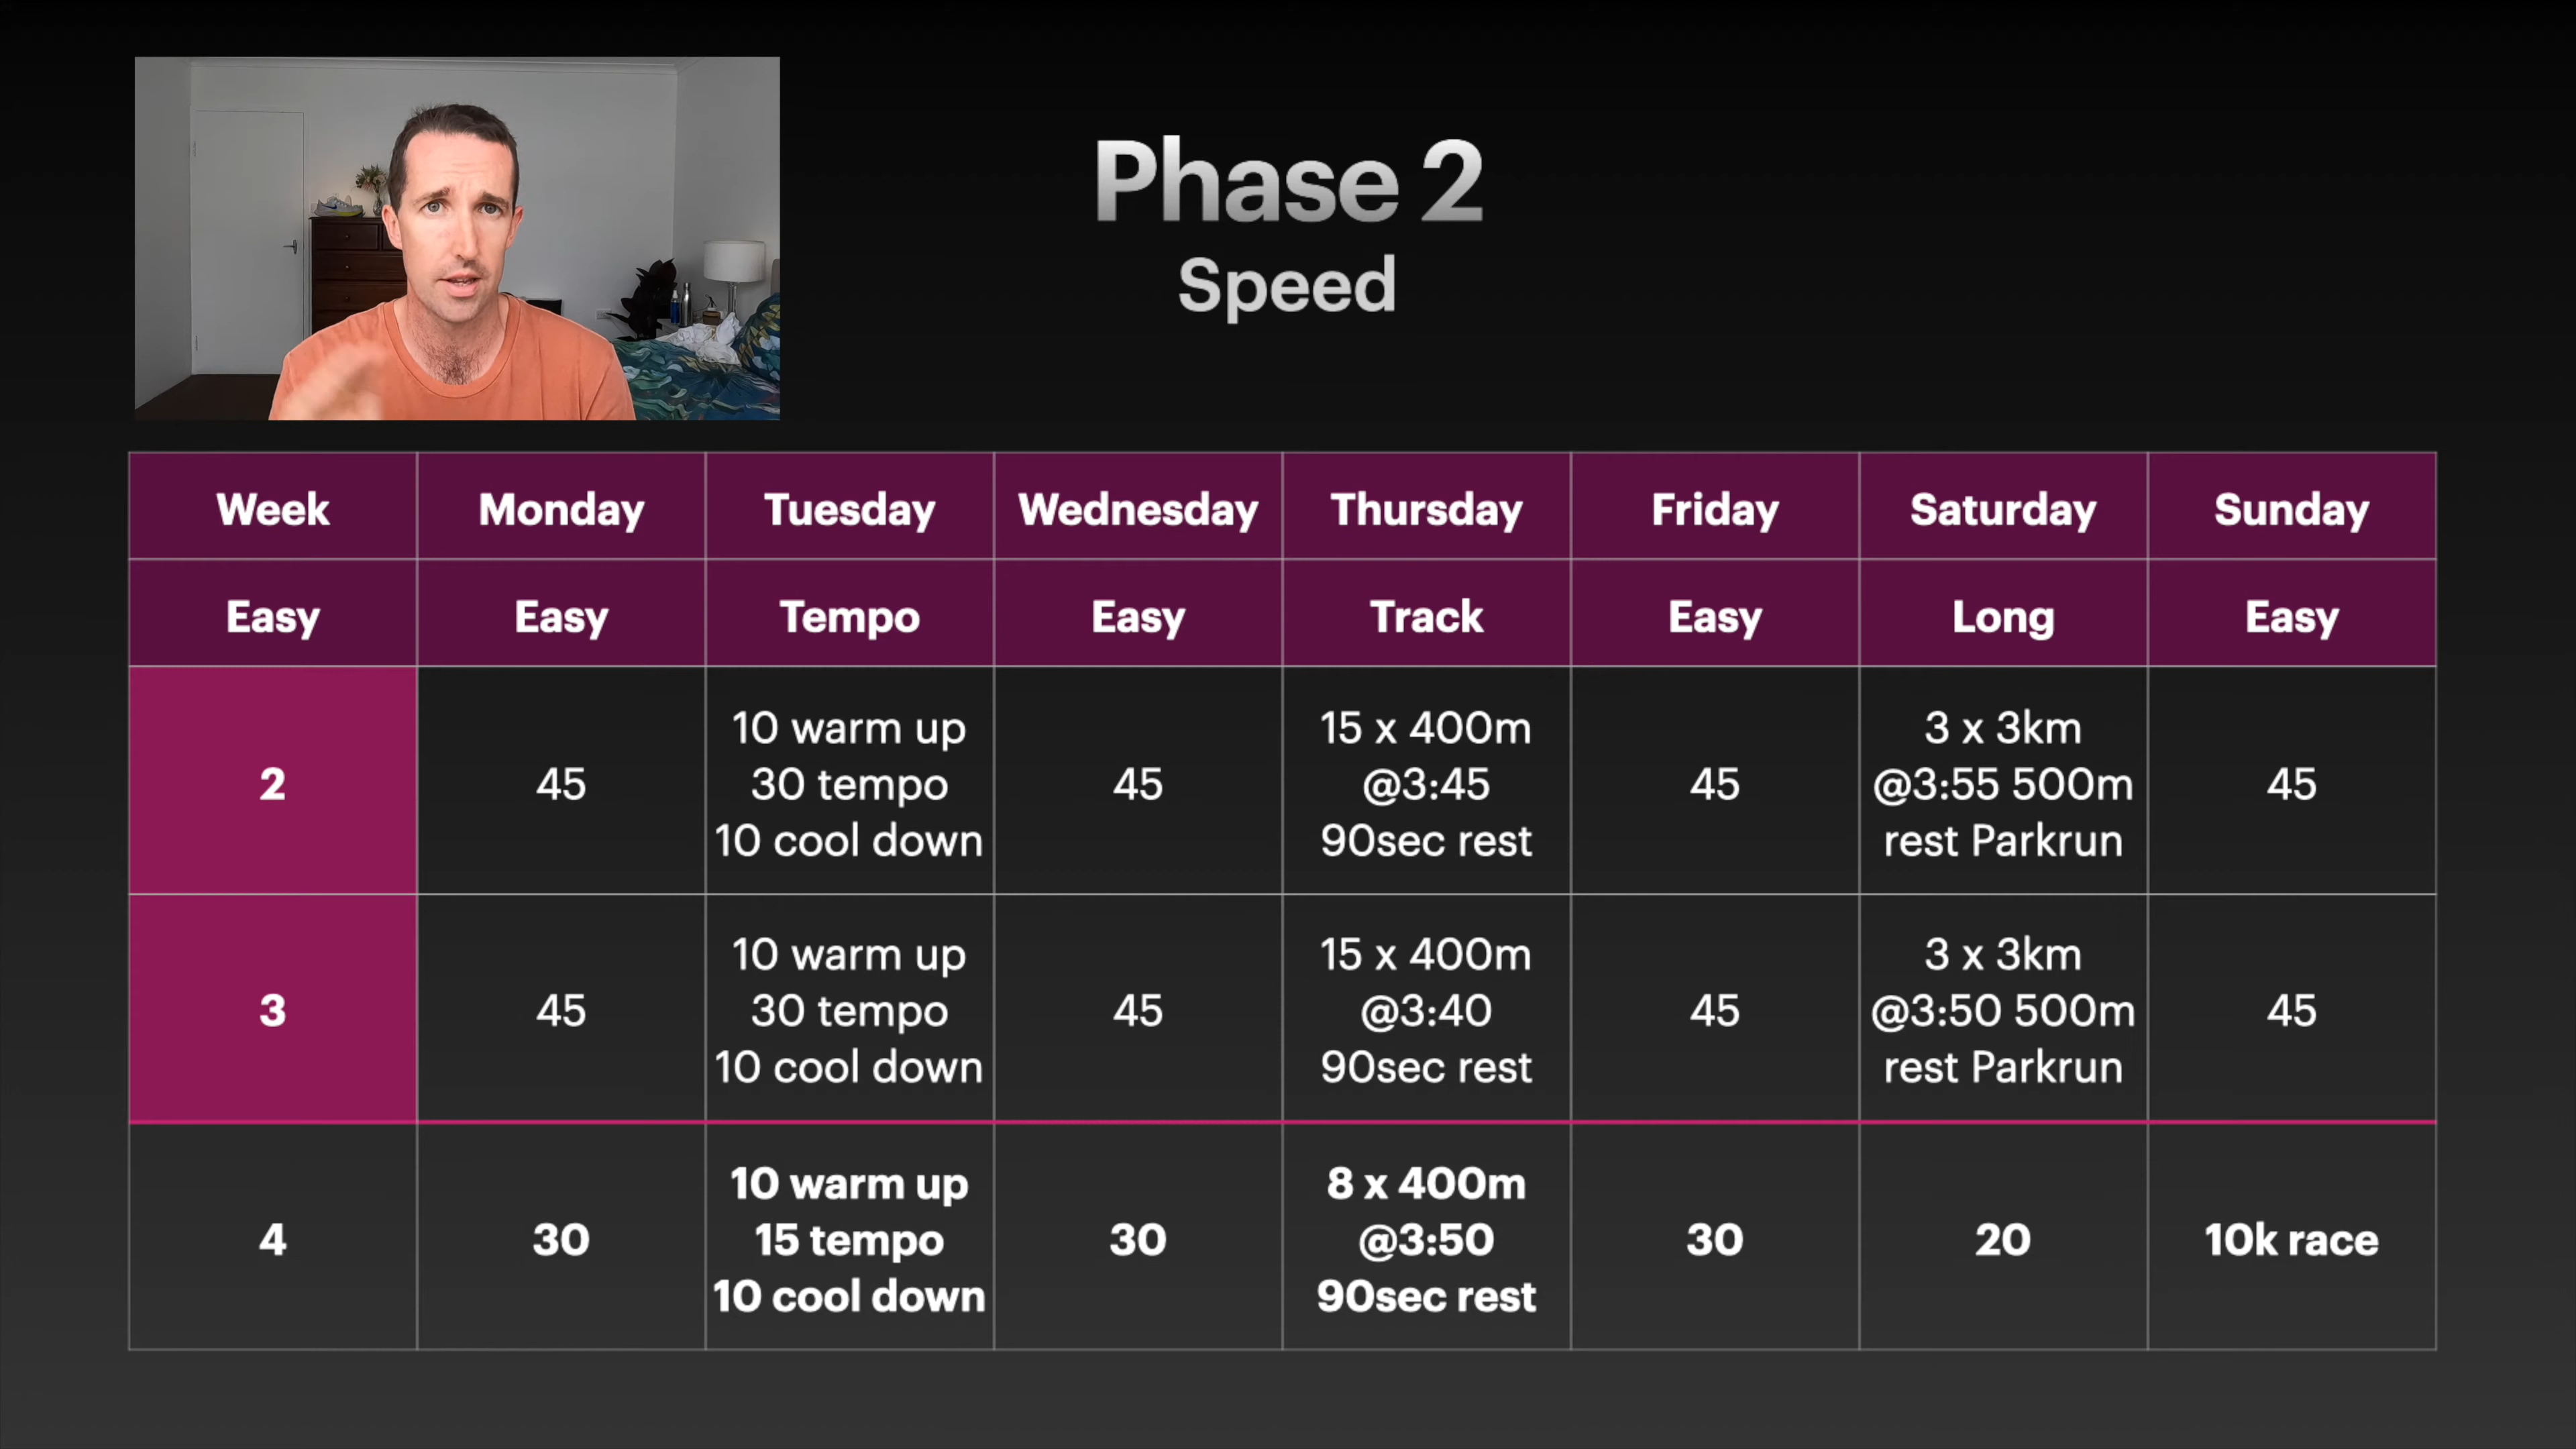 Phase 2
Speed
Week Monday Tuesday Wednesday Thursday Friday Saturday Sunday
Easy Easy Tempo Easy Track Easy Long Easy
2
45
10 warm up
30 tempo
10 cool down
45
15 x 400m
@3:45
90sec rest
45
3 x 3km
@3:55 500m
rest Parkrun
45
3
45
10 warm up
30 tempo
10 cool down
45
15 x 400m
@3:40
90sec rest
45
3 x 3km
@3:50 500m
rest Parkrun
45
4
30
10 warm up
15 tempo
10 cool down
30
8 x 400m
@3:50
90sec rest
30
20
10k race